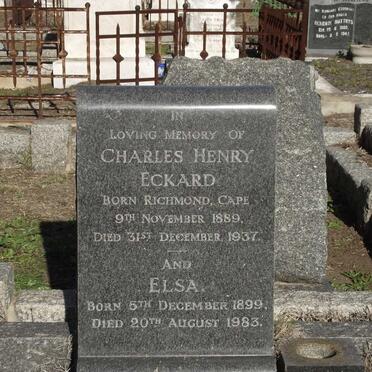 IN
LOVING MEMORY OF
CHARLES HENRY
ECKARD
BORN RICHMOND, CAPE
9TH NOVEMBER 1889.
DIED 31ST DECEMBER, 1937.
AND
ELSA.
BORN 5TH DECEMBER 1899.
DIED 20TH AUGUST 1983.